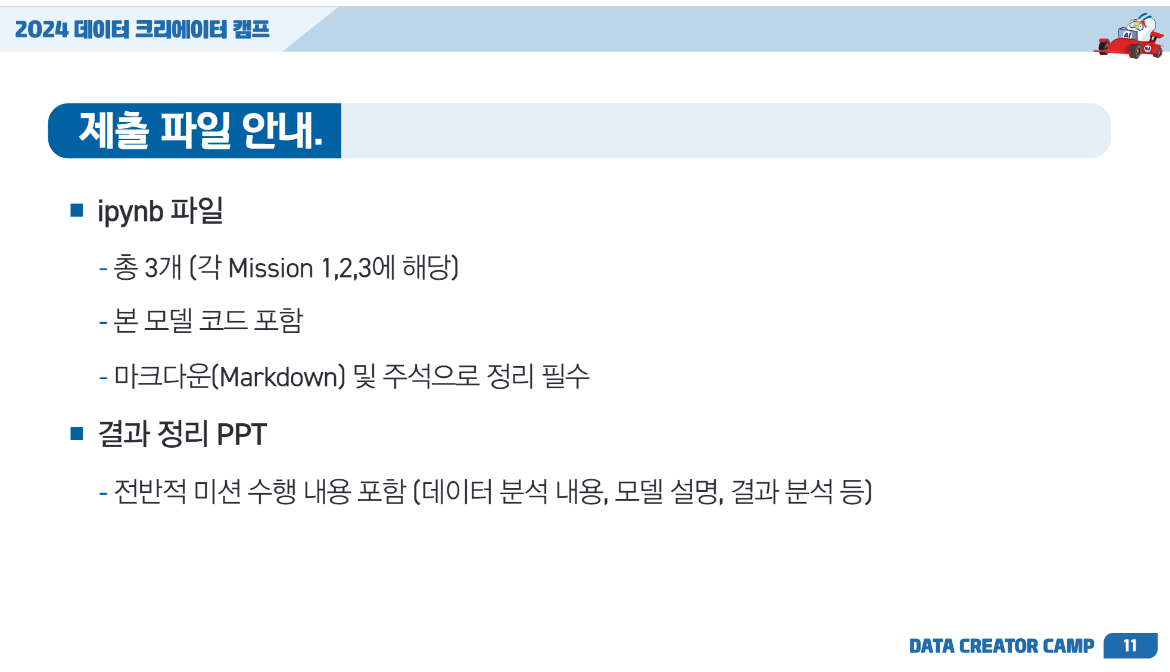 2024 데이터 크리에이터 캠프
AI
제출 파일 안내.
■ ipynb 파일
- 총 3개 (각 Mission 1,2,3에 해당)
- 본 모델 코드 포함
- 마크다운(Markdown) 및 주석으로 정리 필수
■ 결과 정리 PPT
- 전반적 미션 수행 내용 포함 (데이터 분석 내용, 모델 설명, 결과 분석 등)
DATA CREATOR CAMP 11